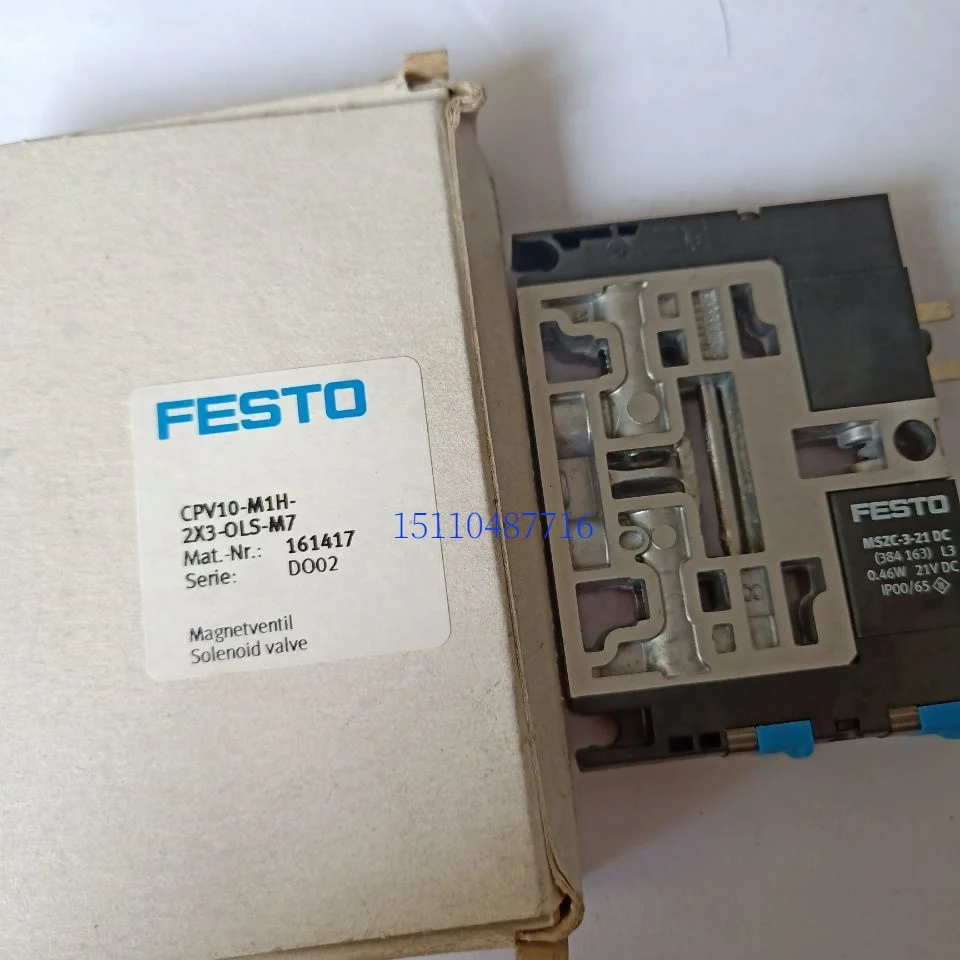 FESTO
CPV10-M1H-
2X3-OLS-M7
Mat.-Nr.: 161417
Serie: DO02
Magnetventil
Solenoid valve
15110487716
FESTO
MSZC-3-21 DC
(384 163) L3
0.46W 21V DC
IP00/65